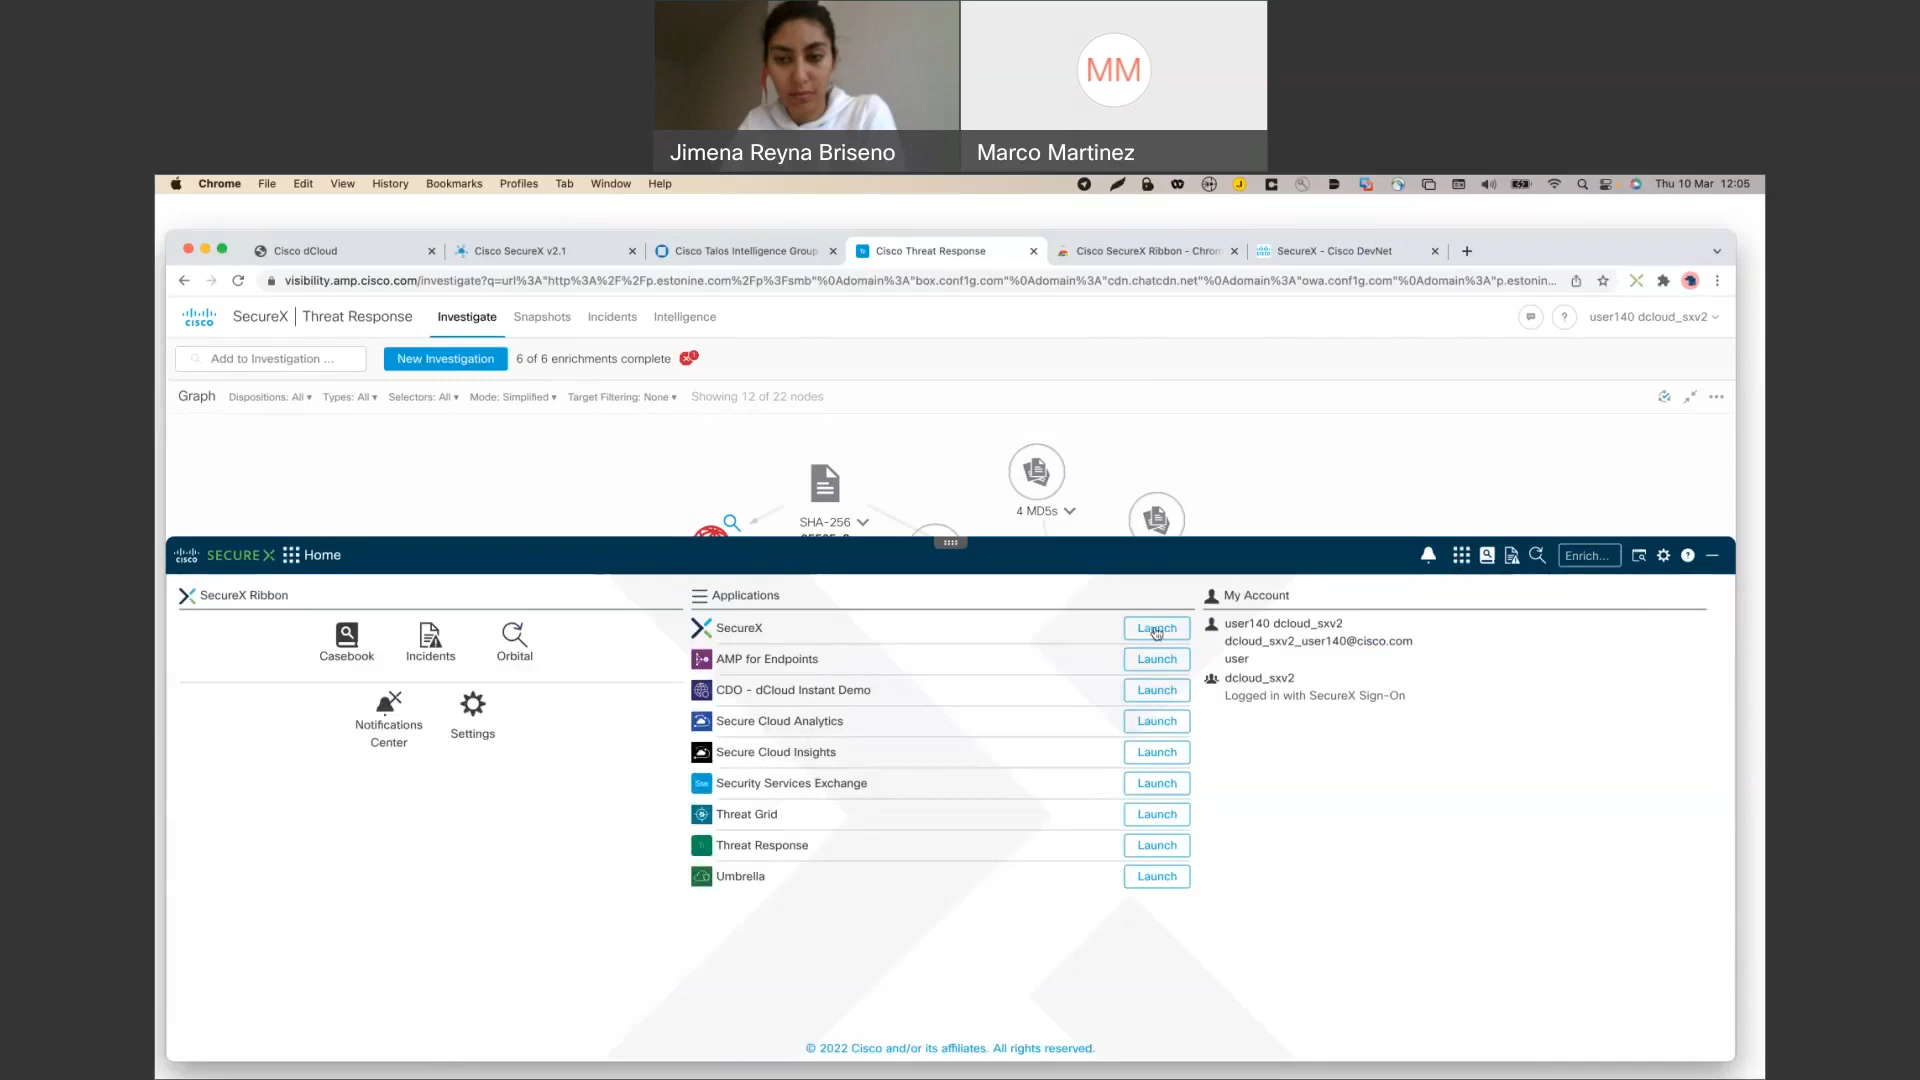 MM
Jimena Reyna Briseno
Marco Martinez
Chrome File Edit View History Bookmarks Profiles Tab Window Help Thu 10 Mar 12:05
Cisco dCloud Cisco SecureX v2.1 Cisco Talos Intelligence Group Cisco Threat Response Cisco SecureX Ribbon - Chrom SecureX - Cisco DevNet
visibility.amp.cisco.com/investigate?q=url%3A"http%3A%2F%2Fp.estonine.com%2Fp%3Fsmb"%0Adomain%3A"box.conf1g.com"%0Adomain%3A"cdn.chatcdn.net"%0Adomain%3A"owa.conf1g.com"%0Adomain%3A"p.estonin...
CISCO SecureX | Threat Response Investigate Snapshots Incidents Intelligence ? user140 dcloud_sxv2
Add to Investigation ... New Investigation 6 of 6 enrichments complete
Graph Dispositions: All Types: All Selectors: All Mode: Simplified Target Filtering: None Showing 12 of 22 nodes
4 MD5s
SHA-256
CISCO SECUREX Home Enrich...
SecureX Ribbon
Casebook Incidents Orbital
Notifications Center
Settings
Applications
SecureX Launch
AMP for Endpoints Launch
CDO - dCloud Instant Demo Launch
Secure Cloud Analytics Launch
Secure Cloud Insights Launch
Security Services Exchange Launch
Threat Grid Launch
Threat Response Launch
Umbrella Launch
My Account
user140 dcloud_sxv2
dcloud_sxv2_user140@cisco.com
user
dcloud_sxv2
Logged in with SecureX Sign-On
© 2022 Cisco and/or its affiliates. All rights reserved.